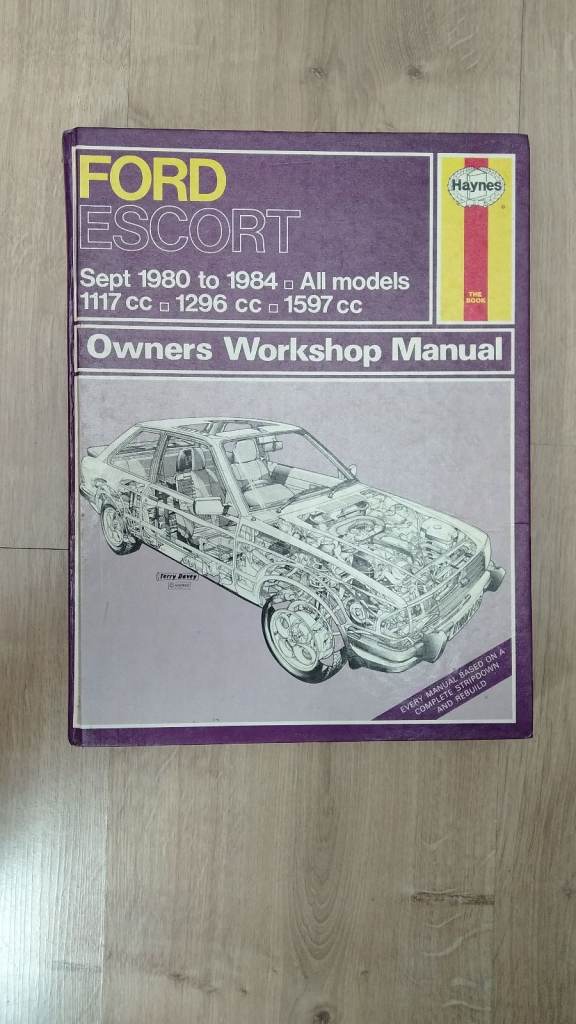 FORD
ESCORT
Sept 1980 to 1984 ▫ All models
1117 cc ▫ 1296 cc ▫ 1597 cc
Haynes
®
THE
BOOK
Owners Workshop Manual
Terry Davey
EVERY MANUAL BASED ON A
COMPLETE STRIPDOWN
AND REBUILD